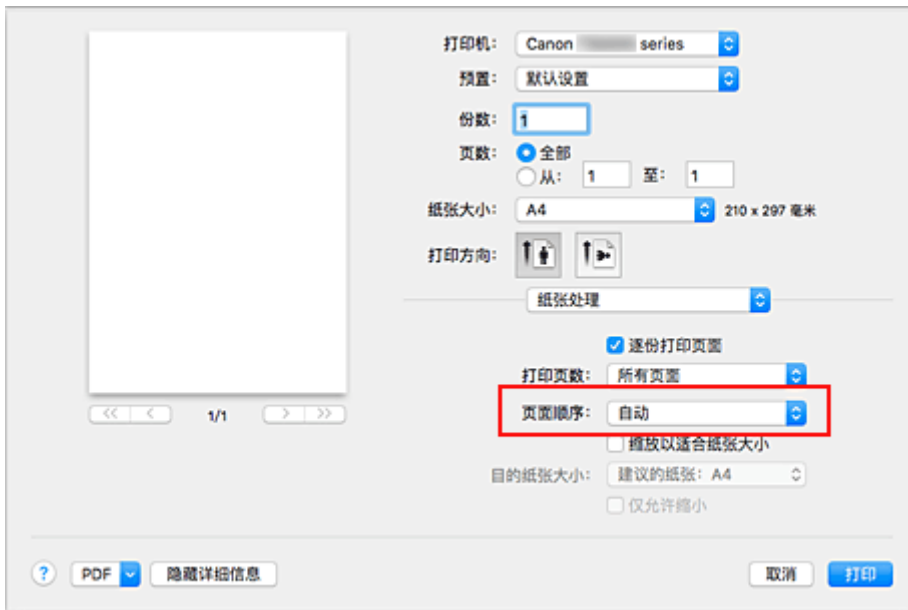 打印机： Canon series
预置： 默认设置
份数： 1
页数： 全部
从： 1 至： 1
纸张大小： A4 210 x 297 毫米
打印方向：
纸张处理
逐份打印页面
打印页数： 所有页面
页面顺序： 自动
缩放以适合纸张大小
目的纸张大小： 建议的纸张：A4
仅允许缩小
<< < 1/1 > >>
? PDF 隐藏详细信息 取消 打印